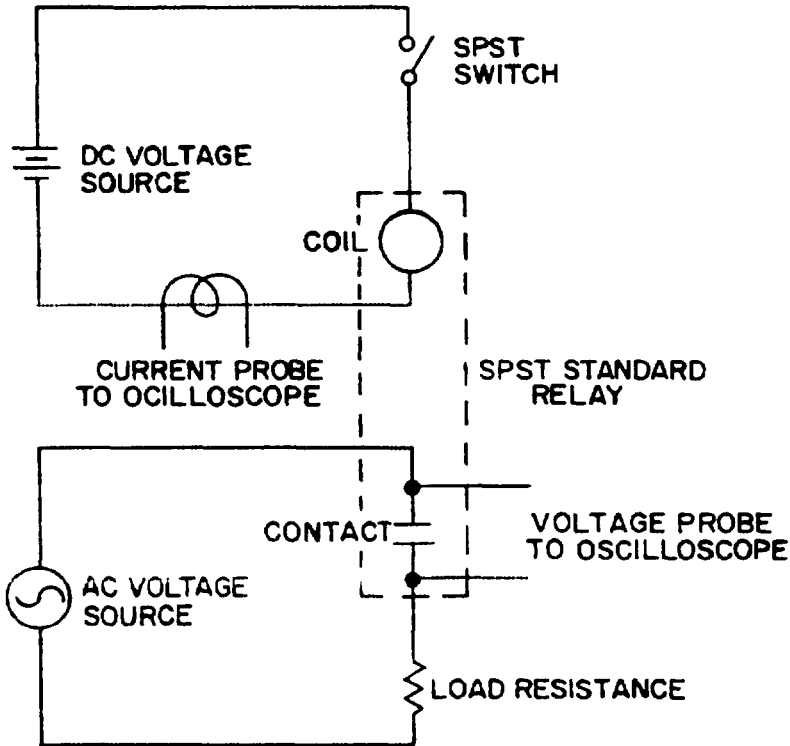 SPST
SWITCH
DC VOLTAGE
SOURCE
COIL
CURRENT PROBE
TO OCILLOSCOPE
SPST STANDARD
RELAY
CONTACT
VOLTAGE PROBE
TO OSCILLOSCOPE
AC VOLTAGE
SOURCE
LOAD RESISTANCE